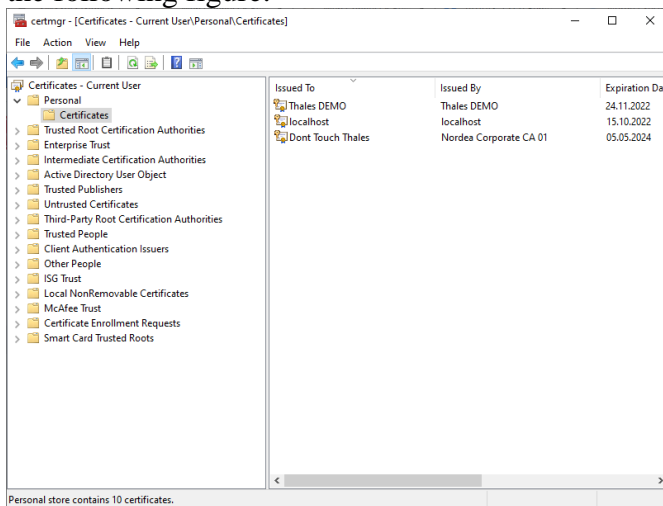 the following figure.
certmgr - [Certificates - Current User\Personal\Certificates]
File Action View Help
Certificates - Current User
Personal
Certificates
Trusted Root Certification Authorities
Enterprise Trust
Intermediate Certification Authorities
Active Directory User Object
Trusted Publishers
Untrusted Certificates
Third-Party Root Certification Authorities
Trusted People
Client Authentication Issuers
Other People
ISG Trust
Local NonRemovable Certificates
McAfee Trust
Certificate Enrollment Requests
Smart Card Trusted Roots
Issued To Issued By Expiration Da
Thales DEMO Thales DEMO 24.11.2022
localhost localhost 15.10.2022
Dont Touch Thales Nordea Corporate CA 01 05.05.2024
Personal store contains 10 certificates.